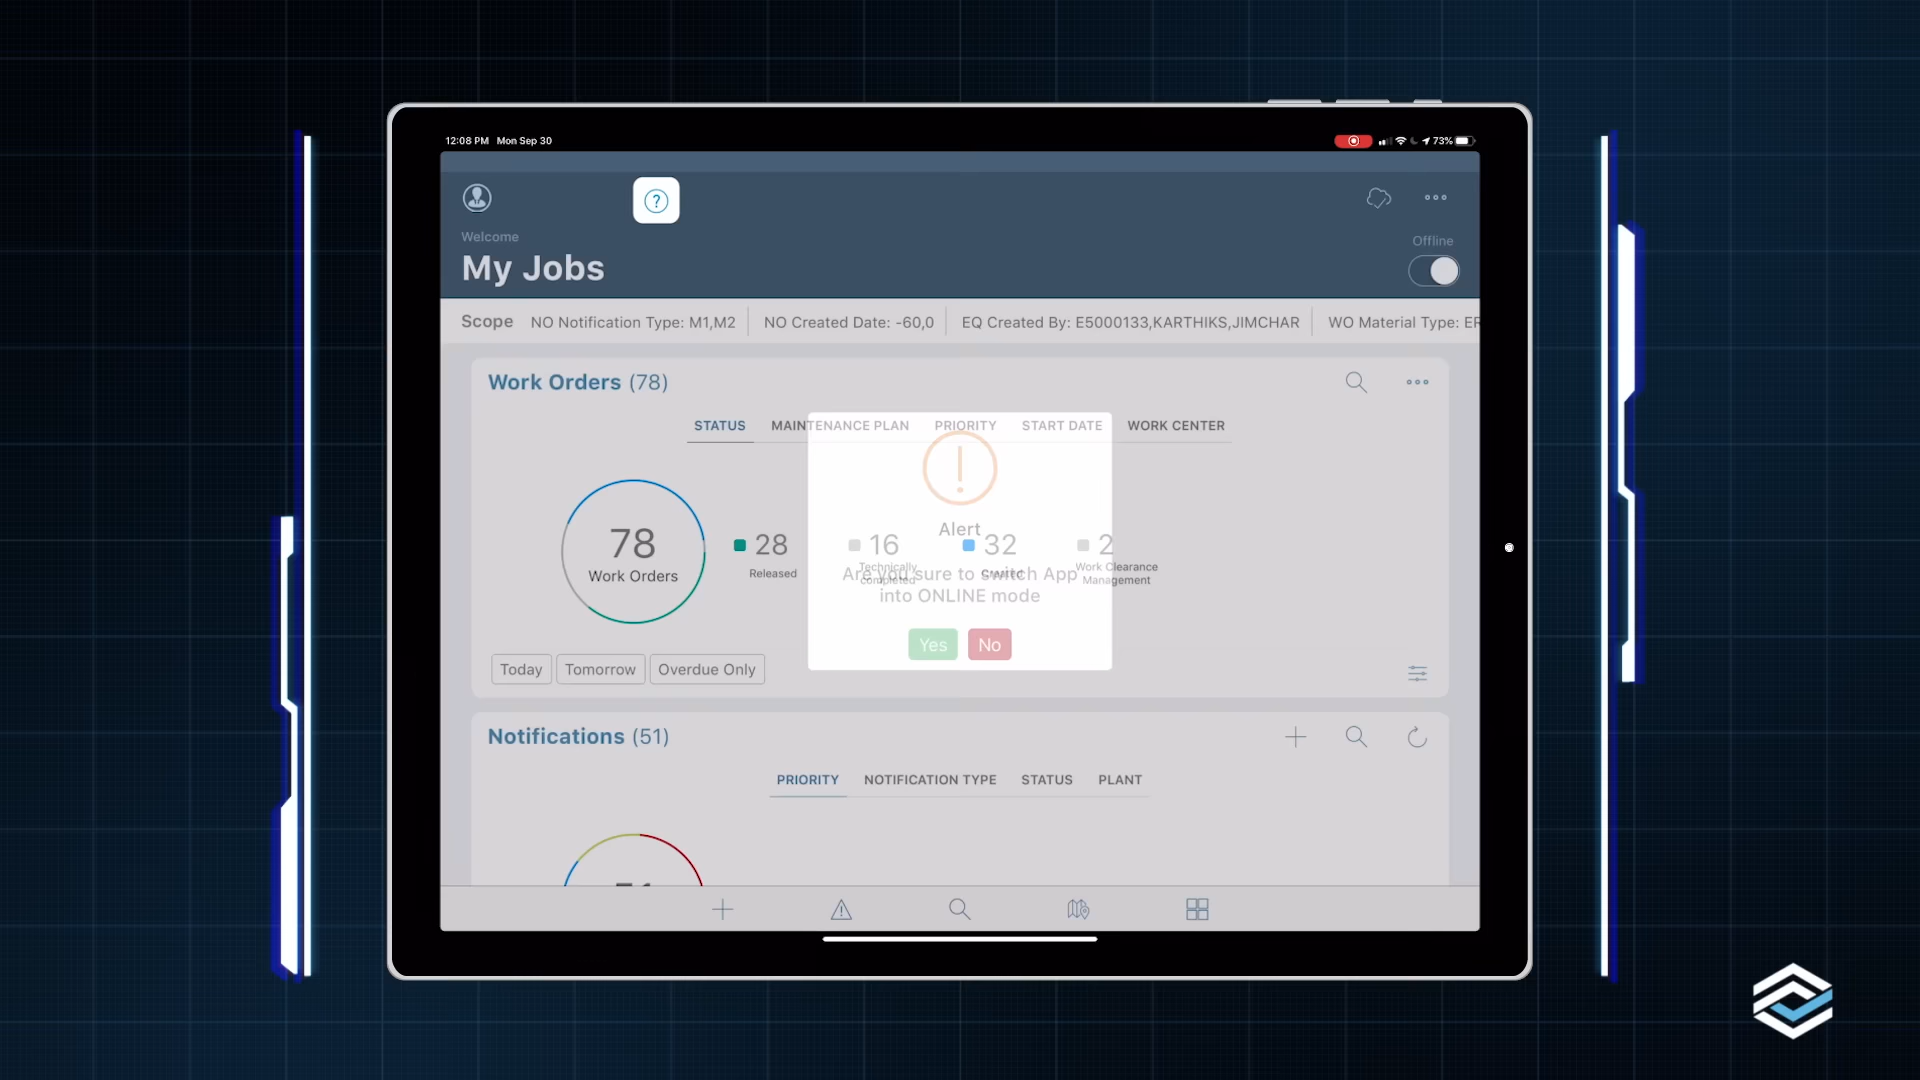 12:08 PM Mon Sep 30
73%
?
Welcome
My Jobs
Offline
Scope NO Notification Type: M1,M2 NO Created Date: -60,0 EQ Created By: E5000133,KARTHIKS,JIMCHAR WO Material Type: ER
Work Orders (78)
STATUS MAINTENANCE PLAN PRIORITY START DATE WORK CENTER
78
Work Orders
28
Released
16
Technically
completed
32
Created
2
Work Clearance
Management
Alert
Are you sure to switch App
into ONLINE mode
Yes No
Today Tomorrow Overdue Only
Notifications (51)
PRIORITY NOTIFICATION TYPE STATUS PLANT